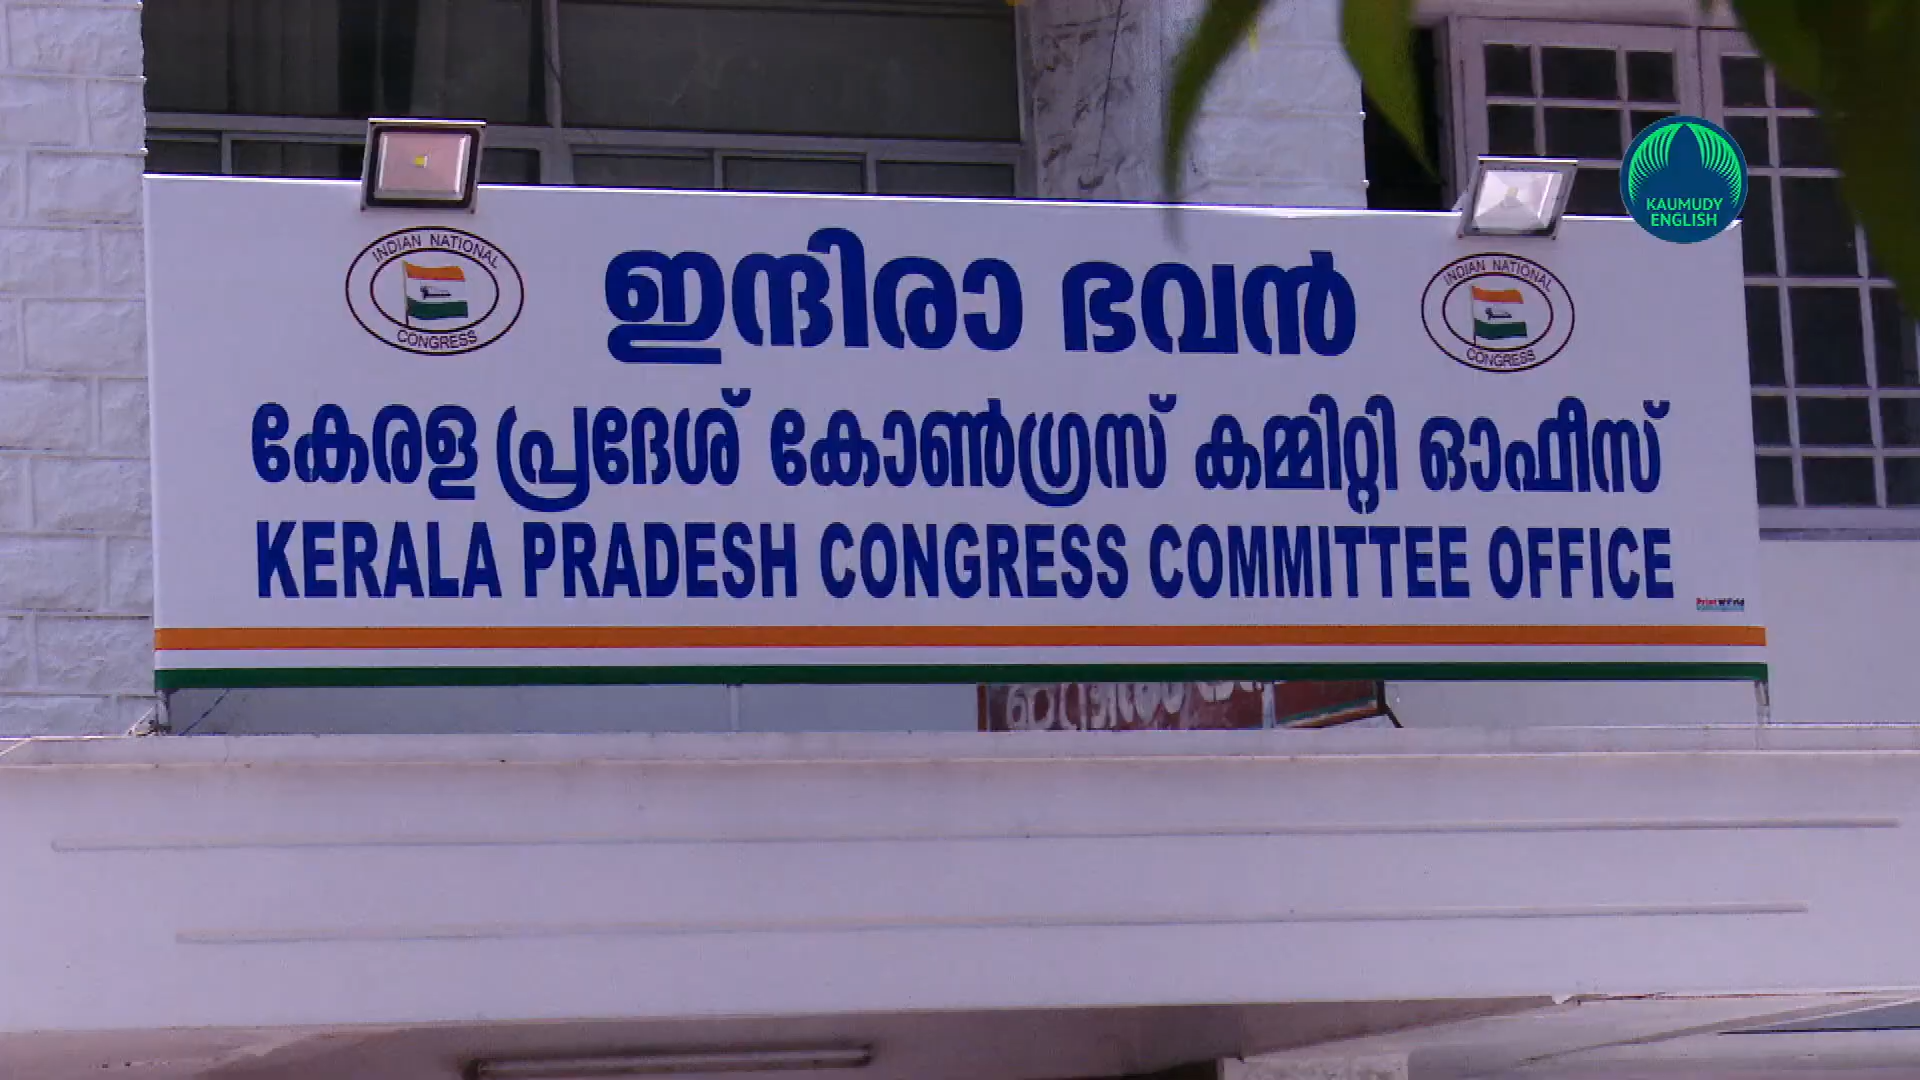 KAUMUDY
ENGLISH
INDIAN NATIONAL
CONGRESS
ഇന്ദിരാ ഭവൻ
INDIAN NATIONAL
CONGRESS
കേരള പ്രദേശ് കോൺഗ്രസ് കമ്മിറ്റി ഓഫീസ്
KERALA PRADESH CONGRESS COMMITTEE OFFICE